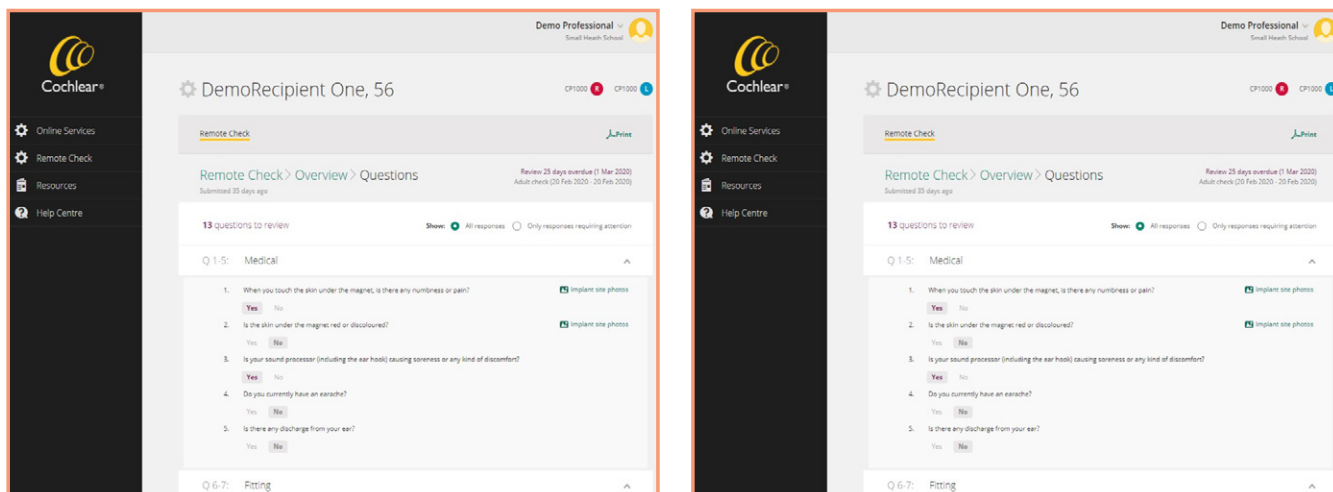 Demo Professional
Small Heath School
Cochlear®
DemoRecipient One, 56
CP1000 R CP1000 L
Online Services
Remote Check
Resources
Help Centre
Remote Check
Print
Remote Check > Overview > Questions
Submitted 35 days ago
Review 25 days overdue (1 Mar 2020)
Adult check (20 Feb 2020 - 20 Feb 2020)
13 questions to review
Show: All responses Only responses requiring attention
Q 1-5: Medical
1. When you touch the skin under the magnet, is there any numbness or pain? Implant site photos
Yes No
2. Is the skin under the magnet red or discoloured? Implant site photos
Yes No
3. Is your sound processor (including the ear hook) causing soreness or any kind of discomfort?
Yes No
4. Do you currently have an earache?
Yes No
5. Is there any discharge from your ear?
Yes No
Q 6-7: Fitting
Demo Professional
Small Heath School
Cochlear®
DemoRecipient One, 56
CP1000 R CP1000 L
Online Services
Remote Check
Resources
Help Centre
Remote Check
Print
Remote Check > Overview > Questions
Submitted 35 days ago
Review 25 days overdue (1 Mar 2020)
Adult check (20 Feb 2020 - 20 Feb 2020)
13 questions to review
Show: All responses Only responses requiring attention
Q 1-5: Medical
1. When you touch the skin under the magnet, is there any numbness or pain? Implant site photos
Yes No
2. Is the skin under the magnet red or discoloured? Implant site photos
Yes No
3. Is your sound processor (including the ear hook) causing soreness or any kind of discomfort?
Yes No
4. Do you currently have an earache?
Yes No
5. Is there any discharge from your ear?
Yes No
Q 6-7: Fitting